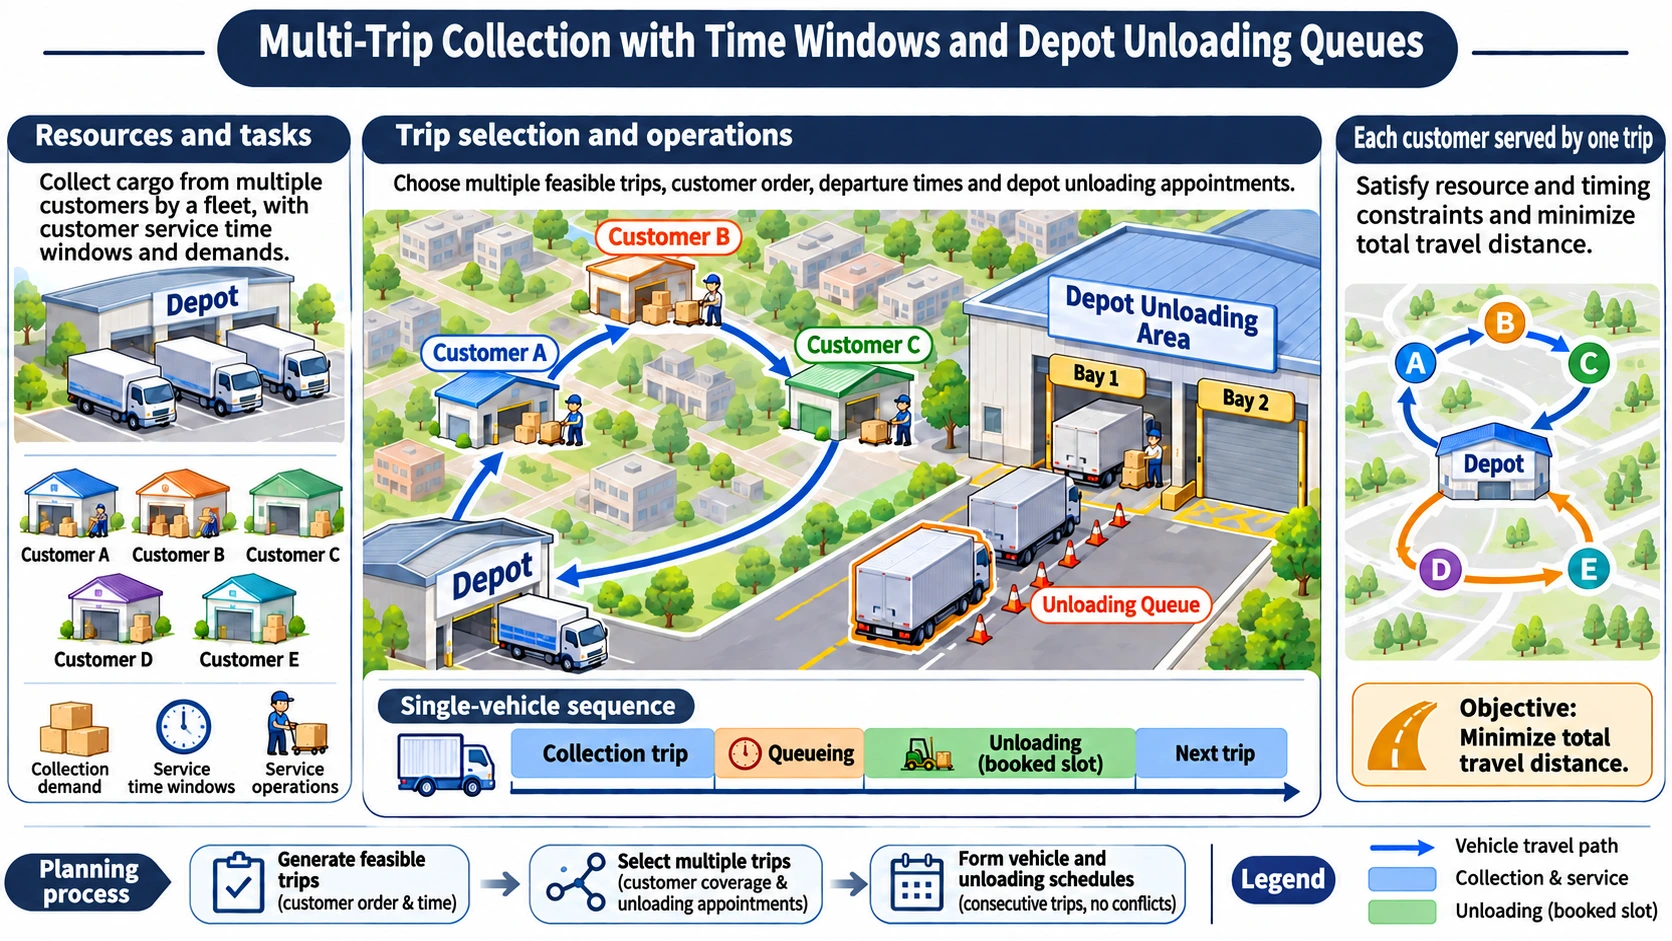 Multi-Trip Collection with Time Windows and Depot Unloading Queues
Resources and tasks
Collect cargo from multiple
customers by a fleet, with
customer service time
windows and demands.
Depot
Customer A
Customer B
Customer C
Customer D
Customer E
Collection
demand
Service
time windows
Service
operations
Trip selection and operations
Choose multiple feasible trips, customer order, departure times and depot unloading appointments.
Customer B
Customer A
Customer C
Depot Unloading
Area
Bay 1
Bay 2
Depot
Unloading Queue
Single-vehicle sequence
Collection trip
Queueing
Unloading
(booked slot)
Next trip
Each customer served by one trip
Satisfy resource and timing
constraints and minimize
total travel distance.
B
A
C
Depot
D
E
Objective:
Minimize total
travel distance.
Planning
process
Generate feasible
trips
(customer order & time)
Select multiple trips
(customer coverage &
unloading appointments)
Form vehicle and
unloading schedules
(consecutive trips, no conflicts)
Legend
Vehicle travel path
Collection & service
Unloading (booked slot)